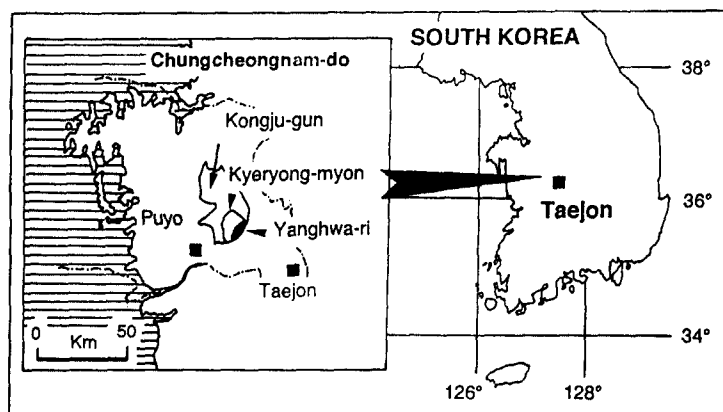 SOUTH KOREA
Chungcheongnam-do
38°
Kongju-gun
Kyeryong-myon
36°
Puyo
Taejon
Yanghwa-ri
Taejon
0 50
Km
34°
126° 128°